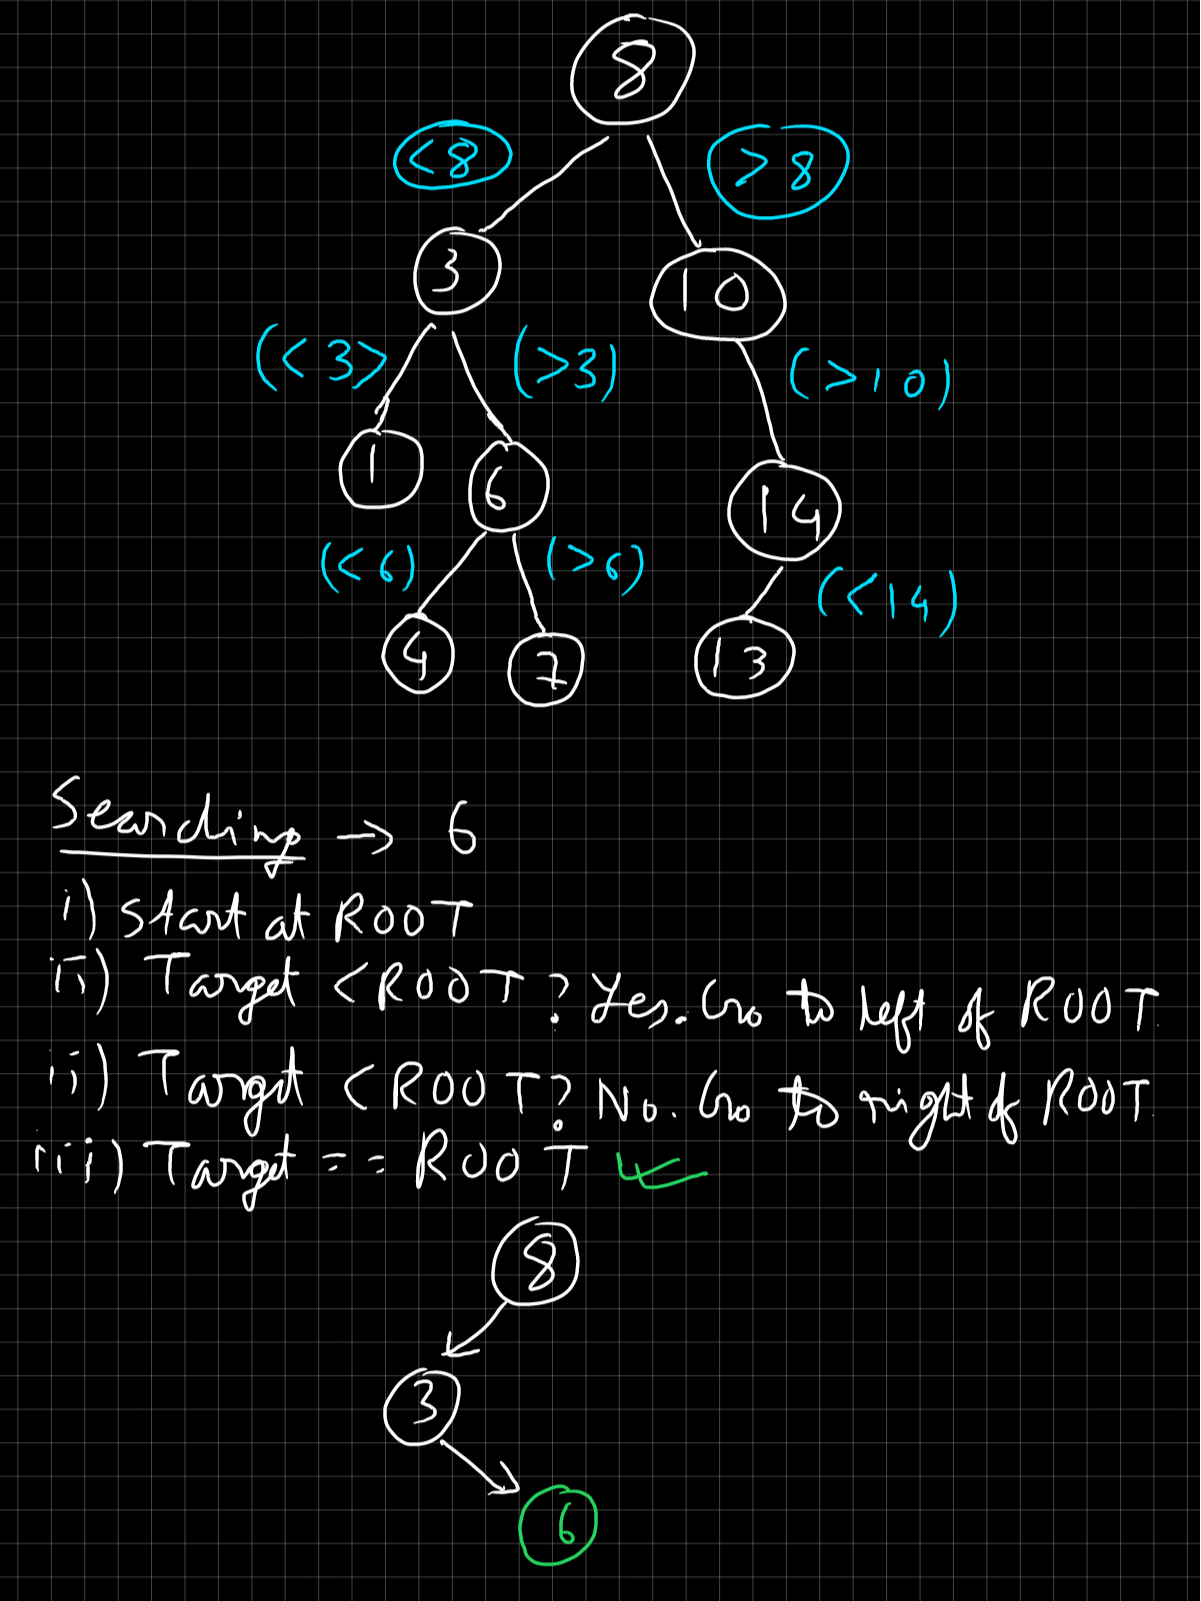 8
<8 >8
3 10
(<3> (>3) (>10)
1 6 14
(<6) (>6) (<14)
4 7 13
Searching → 6
i) Start at ROOT
ii) Target < ROOT? Yes. Go to left of ROOT
ii) Target < ROOT? No. Go to right of ROOT
iii) Target == ROOT ✓
8
3
6